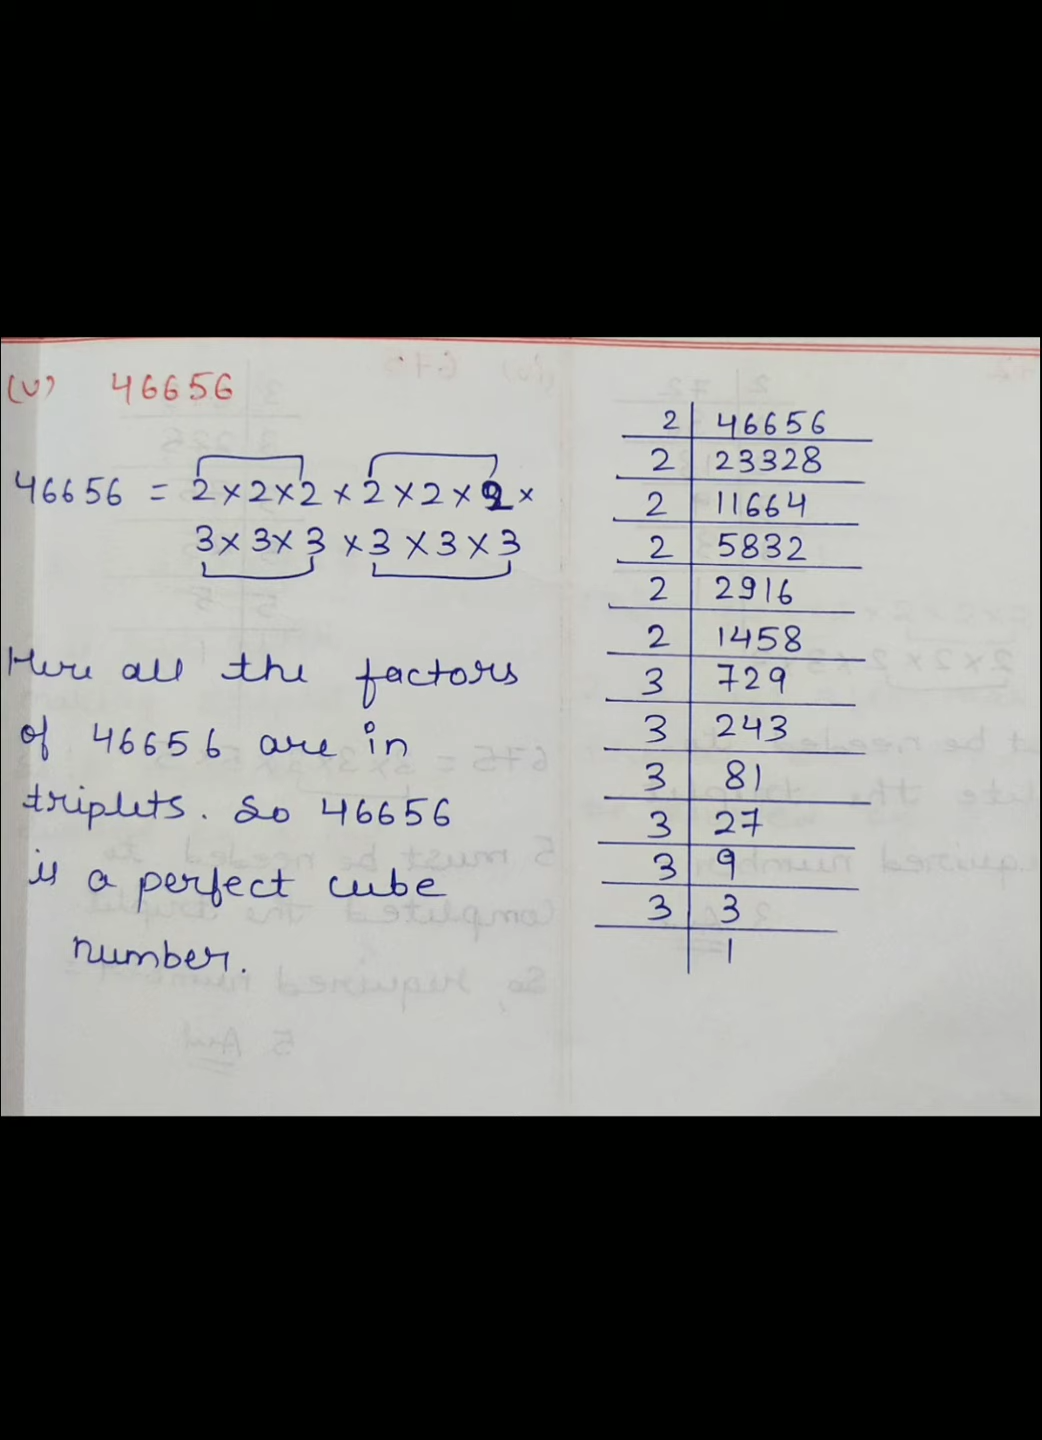 (v) 46656
46656 = 2×2×2 × 2×2×2 ×
3×3×3 ×3×3×3
Here all the factors
of 46656 are in
triplets. So 46656
is a perfect cube
number.
2 | 46656
2 | 23328
2 | 11664
2 | 5832
2 | 2916
2 | 1458
3 | 729
3 | 243
3 | 81
3 | 27
3 | 9
3 | 3
| 1